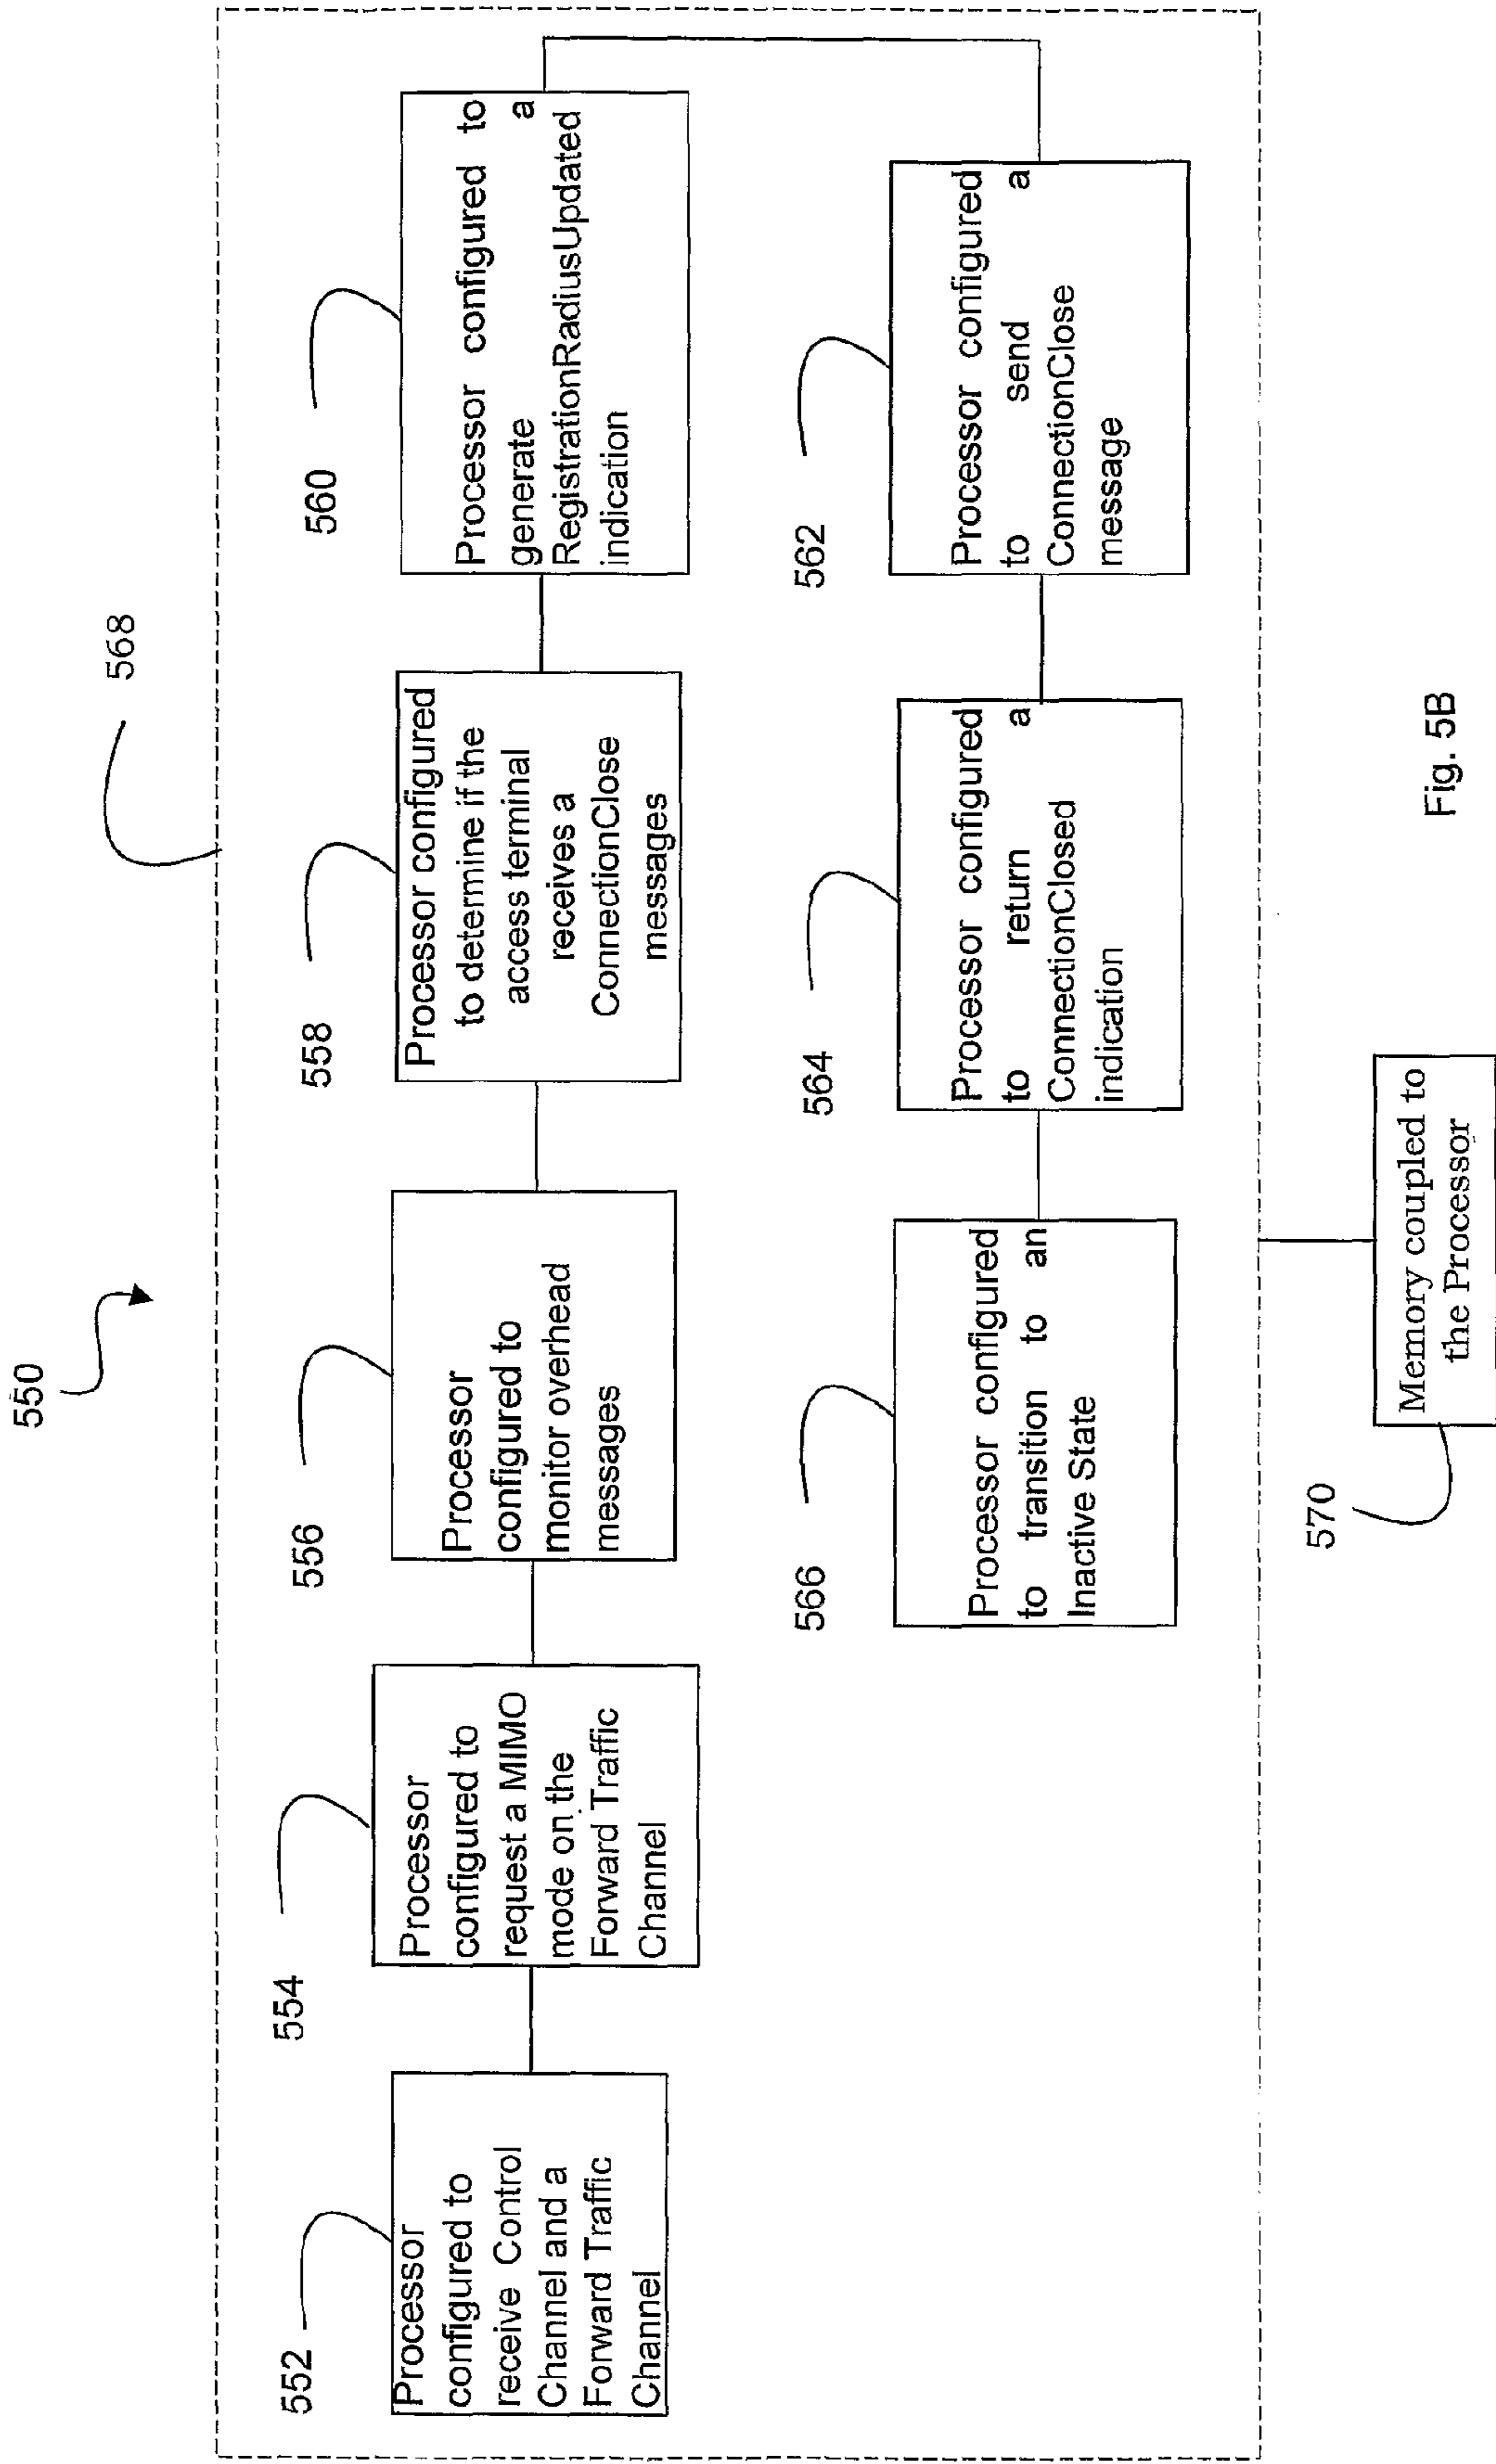 550
568
552
Processor
configured to
receive Control
Channel and a
Forward Traffic
Channel
554
Processor
configured to
request a MIMO
mode on the
Forward Traffic
Channel
556
Processor
configured to
monitor overhead
messages
558
Processor configured
to determine if the
access terminal
receives a
ConnectionClose
messages
560
Processor configured to
generate a
RegistrationRadiusUpdated
indication
562
Processor configured
to send a
ConnectionClose
message
564
Processor configured
to return a
ConnectionClosed
indication
566
Processor configured
to transition to an
Inactive State
570
Memory coupled to
the Processor
Fig. 5B